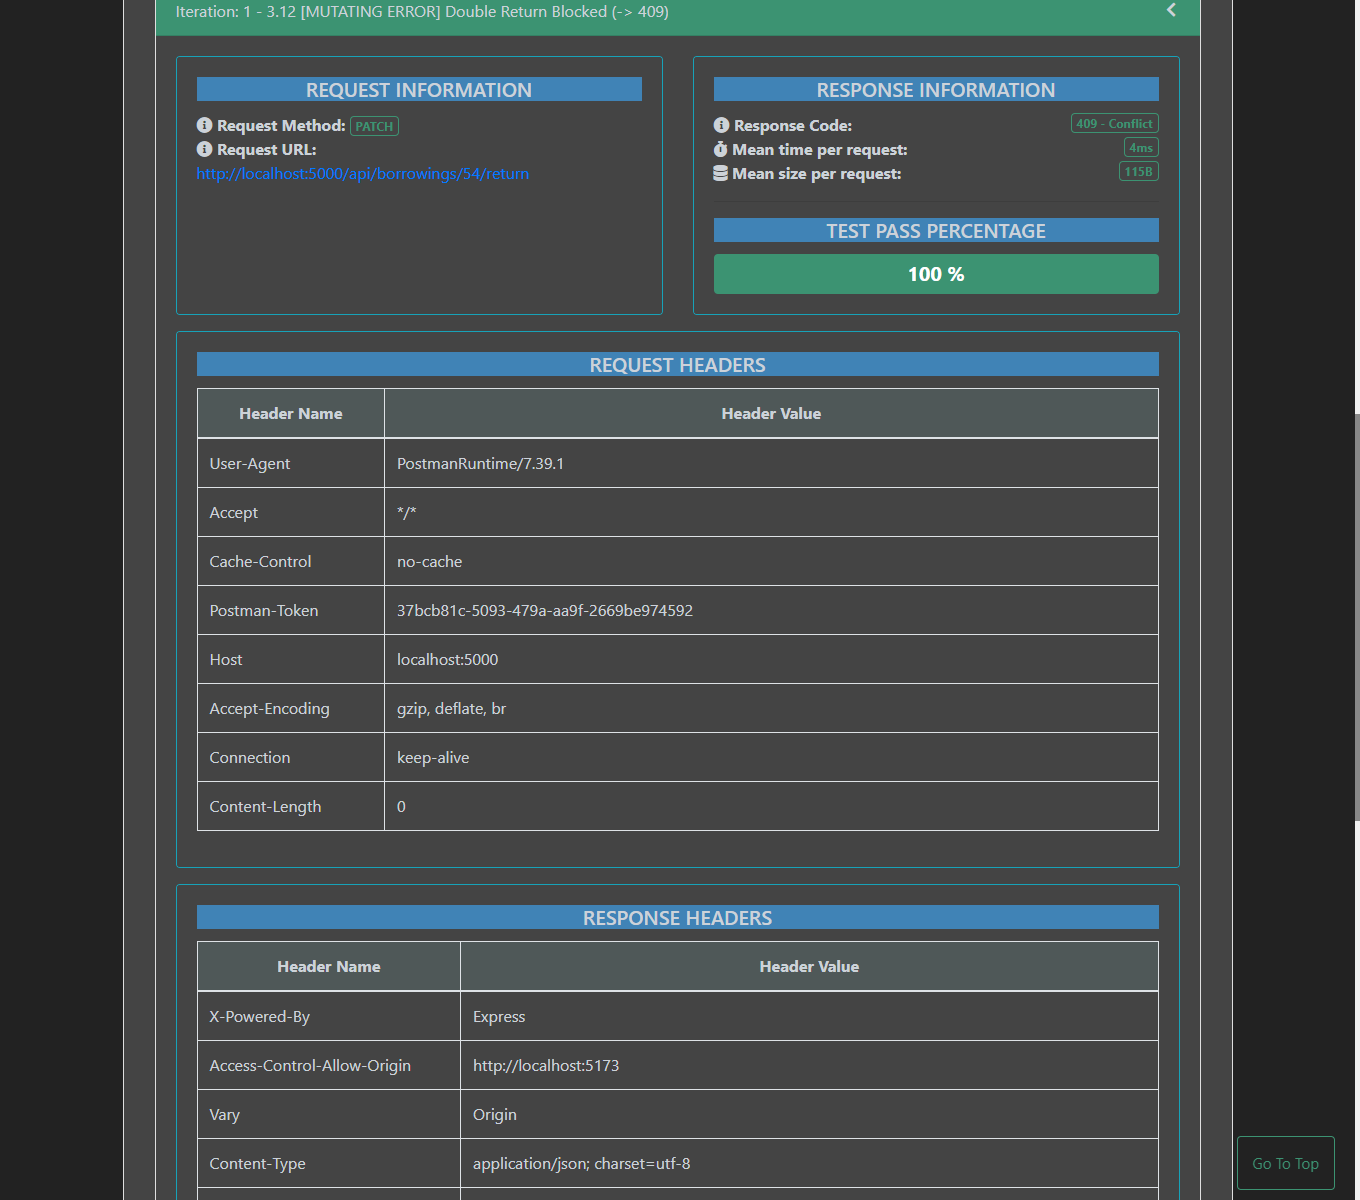 Iteration: 1 - 3.12 [MUTATING ERROR] Double Return Blocked (-> 409)
REQUEST INFORMATION
Request Method: PATCH
Request URL:
http://localhost:5000/api/borrowings/54/return
RESPONSE INFORMATION
Response Code: 409 - Conflict
Mean time per request: 4ms
Mean size per request: 115B
TEST PASS PERCENTAGE
100 %
REQUEST HEADERS
Header Name Header Value
User-Agent PostmanRuntime/7.39.1
Accept */*
Cache-Control no-cache
Postman-Token 37bcb81c-5093-479a-aa9f-2669be974592
Host localhost:5000
Accept-Encoding gzip, deflate, br
Connection keep-alive
Content-Length 0
RESPONSE HEADERS
Header Name Header Value
X-Powered-By Express
Access-Control-Allow-Origin http://localhost:5173
Vary Origin
Content-Type application/json; charset=utf-8
Go To Top